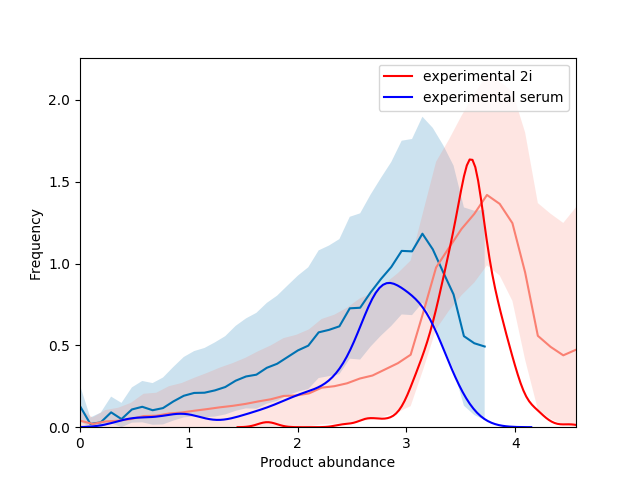 experimental 2i
experimental serum
Frequency
2.0
1.5
1.0
0.5
0.0
0 1 2 3 4
Product abundance